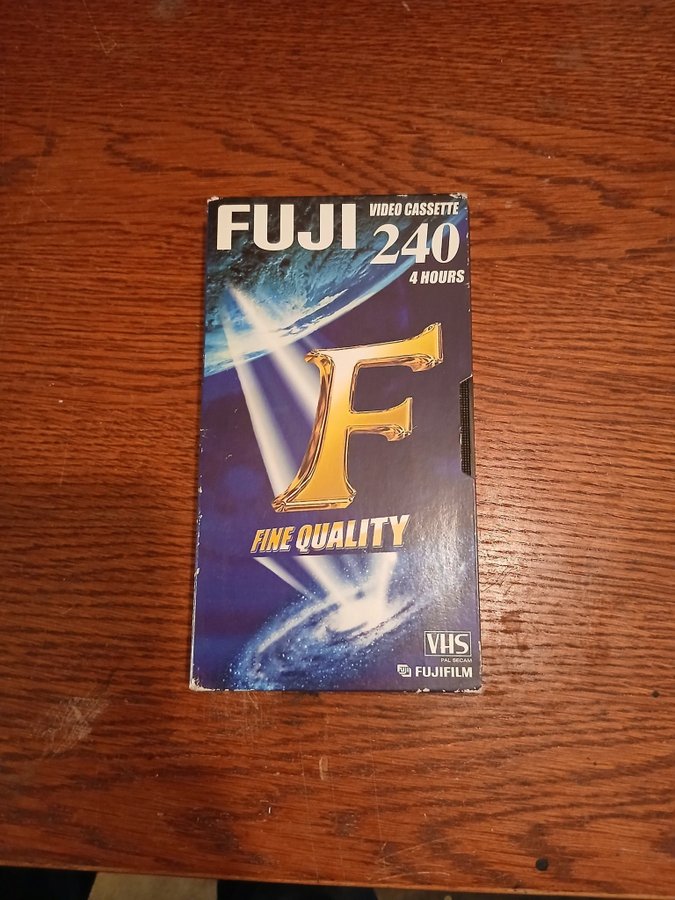 FUJI
VIDEO CASSETTE
240
4 HOURS
F
FINE QUALITY
VHS
PAL SECAM
FUJIFILM